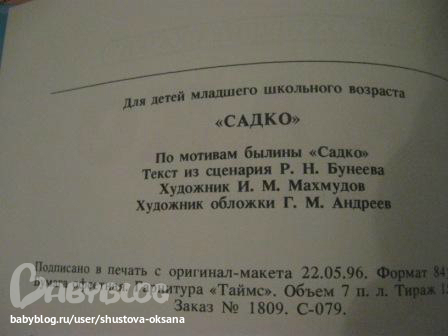 Для детей младшего школьного возраста
«САДКО»
По мотивам былины «Садко»
Текст из сценария Р. Н. Бунеева
Художник И. М. Махмудов
Художник обложки Г. М. Андреев
Подписано в печать с оригинал-макета 22.05.96. Формат 84
Гарнитура «Таймс». Объем 7 п. л. Тираж
Заказ № 1809. С-079.
BABYBLOG
babyblog.ru/user/shustova-oksana